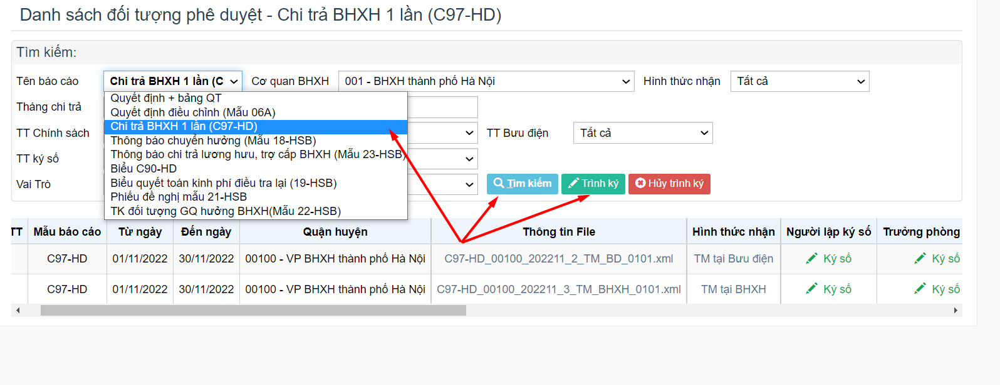 Danh sách đối tượng phê duyệt - Chi trả BHXH 1 lần (C97-HD)
Tìm kiếm:
Tên báo cáo Chi trả BHXH 1 lần (C Cơ quan BHXH 001 - BHXH thành phố Hà Nội Hình thức nhận Tất cả
Quyết định + bảng QT
Tháng chi trả
Quyết định điều chỉnh (Mẫu 06A)
Chi trả BHXH 1 lần (C97-HD)
TT Chính sách TT Bưu điện Tất cả
Thông báo chuyển hưởng (Mẫu 18-HSB)
Thông báo chi trả lương hưu, trợ cấp BHXH (Mẫu 23-HSB)
TT ký số
Biểu C90-HD
Biểu quyết toán kinh phí điều tra lại (19-HSB)
Vai Trò Tìm kiếm Trình ký Hủy trình ký
Phiếu đề nghị mẫu 21-HSB
TK đối tượng GQ hưởng BHXH(Mẫu 22-HSB)
TT Mẫu báo cáo Từ ngày Đến ngày Quận huyện Thông tin File Hình thức nhận Người lập ký số Trưởng phòng
C97-HD 01/11/2022 30/11/2022 00100 - VP BHXH thành phố Hà Nội C97-HD_00100_202211_2_TM_BD_0101.xml TM tại Bưu điện Ký số Ký số
C97-HD 01/11/2022 30/11/2022 00100 - VP BHXH thành phố Hà Nội C97-HD_00100_202211_3_TM_BHXH_0101.xml TM tại BHXH Ký số Ký số